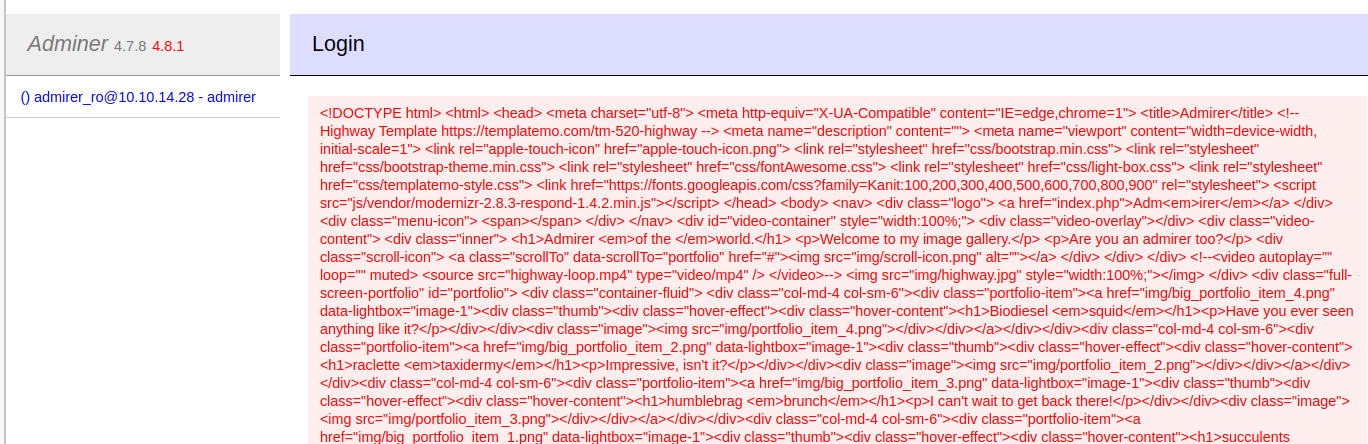 Adminer 4.7.8 4.8.1
Login
() admirer_ro@10.10.14.28 - admirer
<!DOCTYPE html> <html> <head> <meta charset="utf-8"> <meta http-equiv="X-UA-Compatible" content="IE=edge,chrome=1"> <title>Admirer</title> <!--
Highway Template https://templatemo.com/tm-520-highway --> <meta name="description" content=""> <meta name="viewport" content="width=device-width,
initial-scale=1"> <link rel="apple-touch-icon" href="apple-touch-icon.png"> <link rel="stylesheet" href="css/bootstrap.min.css"> <link rel="stylesheet"
href="css/bootstrap-theme.min.css"> <link rel="stylesheet" href="css/fontAwesome.css"> <link rel="stylesheet" href="css/light-box.css"> <link rel="stylesheet"
href="css/templatemo-style.css"> <link href="https://fonts.googleapis.com/css?family=Kanit:100,200,300,400,500,600,700,800,900" rel="stylesheet"> <script
src="js/vendor/modernizr-2.8.3-respond-1.4.2.min.js"></script> </head> <body> <nav> <div class="logo"> <a href="index.php">Adm<em>irer</em></a> </div>
<div class="menu-icon"> <span></span> </div> </nav> <div id="video-container" style="width:100%;"> <div class="video-overlay"></div> <div class="video-
content"> <div class="inner"> <h1>Admirer <em>of the </em>world.</h1> <p>Welcome to my image gallery.</p> <p>Are you an admirer too?</p> <div
class="scroll-icon"> <a class="scrollTo" data-scrollTo="portfolio" href="#"><img src="img/scroll-icon.png" alt=""></a> </div> </div> </div> <!--<video autoplay=""
loop="" muted> <source src="highway-loop.mp4" type="video/mp4" /> </video>--> <img src="img/highway.jpg" style="width:100%;"></img> </div> <div class="full-
screen-portfolio" id="portfolio"> <div class="container-fluid"> <div class="col-md-4 col-sm-6"><div class="portfolio-item"><a href="img/big_portfolio_item_4.png"
data-lightbox="image-1"><div class="thumb"><div class="hover-effect"><div class="hover-content"><h1>Biodiesel <em>squid</em></h1><p>Have you ever seen
anything like it?</p></div></div><div class="image"><img src="img/portfolio_item_4.png"></div></div></a></div></div><div class="col-md-4 col-sm-6"><div
class="portfolio-item"><a href="img/big_portfolio_item_2.png" data-lightbox="image-1"><div class="thumb"><div class="hover-effect"><div class="hover-content">
<h1>raclette <em>taxidermy</em></h1><p>Impressive, isn't it?</p></div></div><div class="image"><img src="img/portfolio_item_2.png"></div></div></a></div>
</div><div class="col-md-4 col-sm-6"><div class="portfolio-item"><a href="img/big_portfolio_item_3.png" data-lightbox="image-1"><div class="thumb"><div
class="hover-effect"><div class="hover-content"><h1>humblebrag <em>brunch</em></h1><p>I can't wait to get back there!</p></div></div><div class="image">
<img src="img/portfolio_item_3.png"></div></div></a></div></div><div class="col-md-4 col-sm-6"><div class="portfolio-item"><a
href="img/big_portfolio_item_1.png" data-lightbox="image-1"><div class="thumb"><div class="hover-effect"><div class="hover-content"><h1>succulents